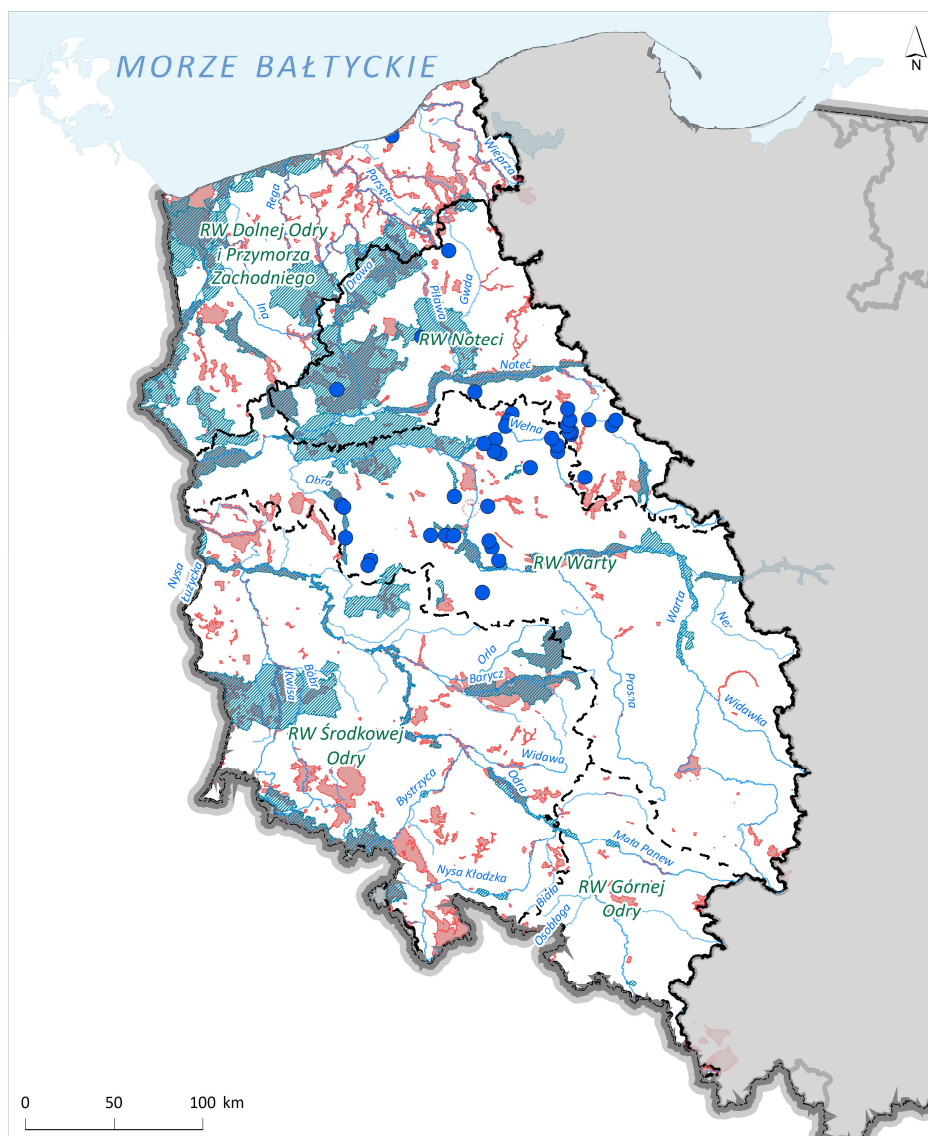 MORZE BAŁTYCKIE
N
Wieprza
Parsęta
Rega
RW Dolnej Odry
i Przymorza
Zachodniego
Drawa
Gwda
Piława
Ina
RW Noteci
Noteć
Wełna
Obra
RW Warty
Nysa
Łużycka
Warta
Ner
Orla
Barycz
Prosna
Bóbr
Kwisa
Widawka
RW Środkowej
Odry
Widawa
Odra
Bystrzyca
Mała Panew
Nysa Kłodzka
RW Górnej
Odry
Biała
Osobłoga
0 50 100 km